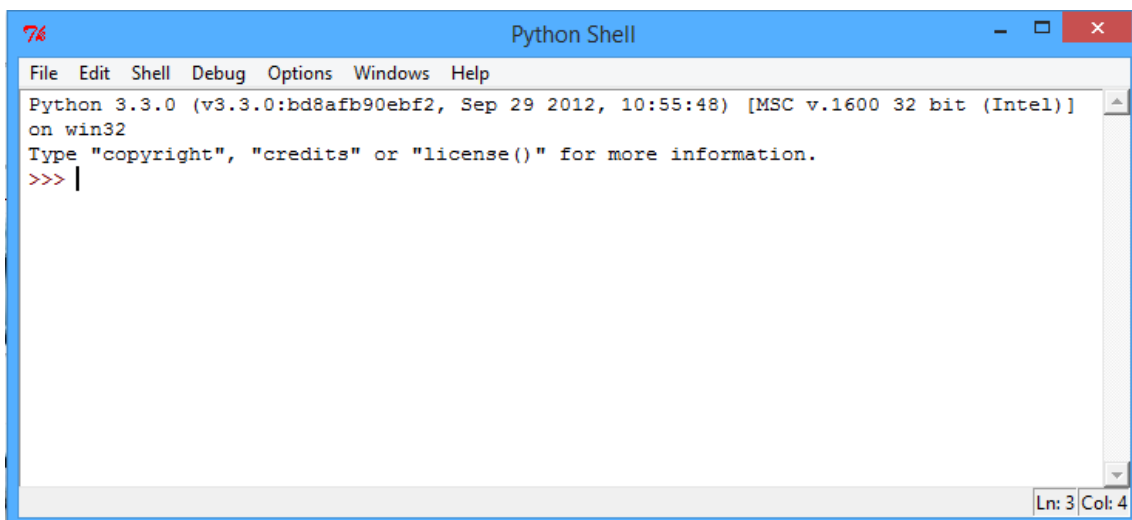 Python Shell
File Edit Shell Debug Options Windows Help
Python 3.3.0 (v3.3.0:bd8afb90ebf2, Sep 29 2012, 10:55:48) [MSC v.1600 32 bit (Intel)]
on win32
Type "copyright", "credits" or "license()" for more information.
>>>
Ln: 3 Col: 4